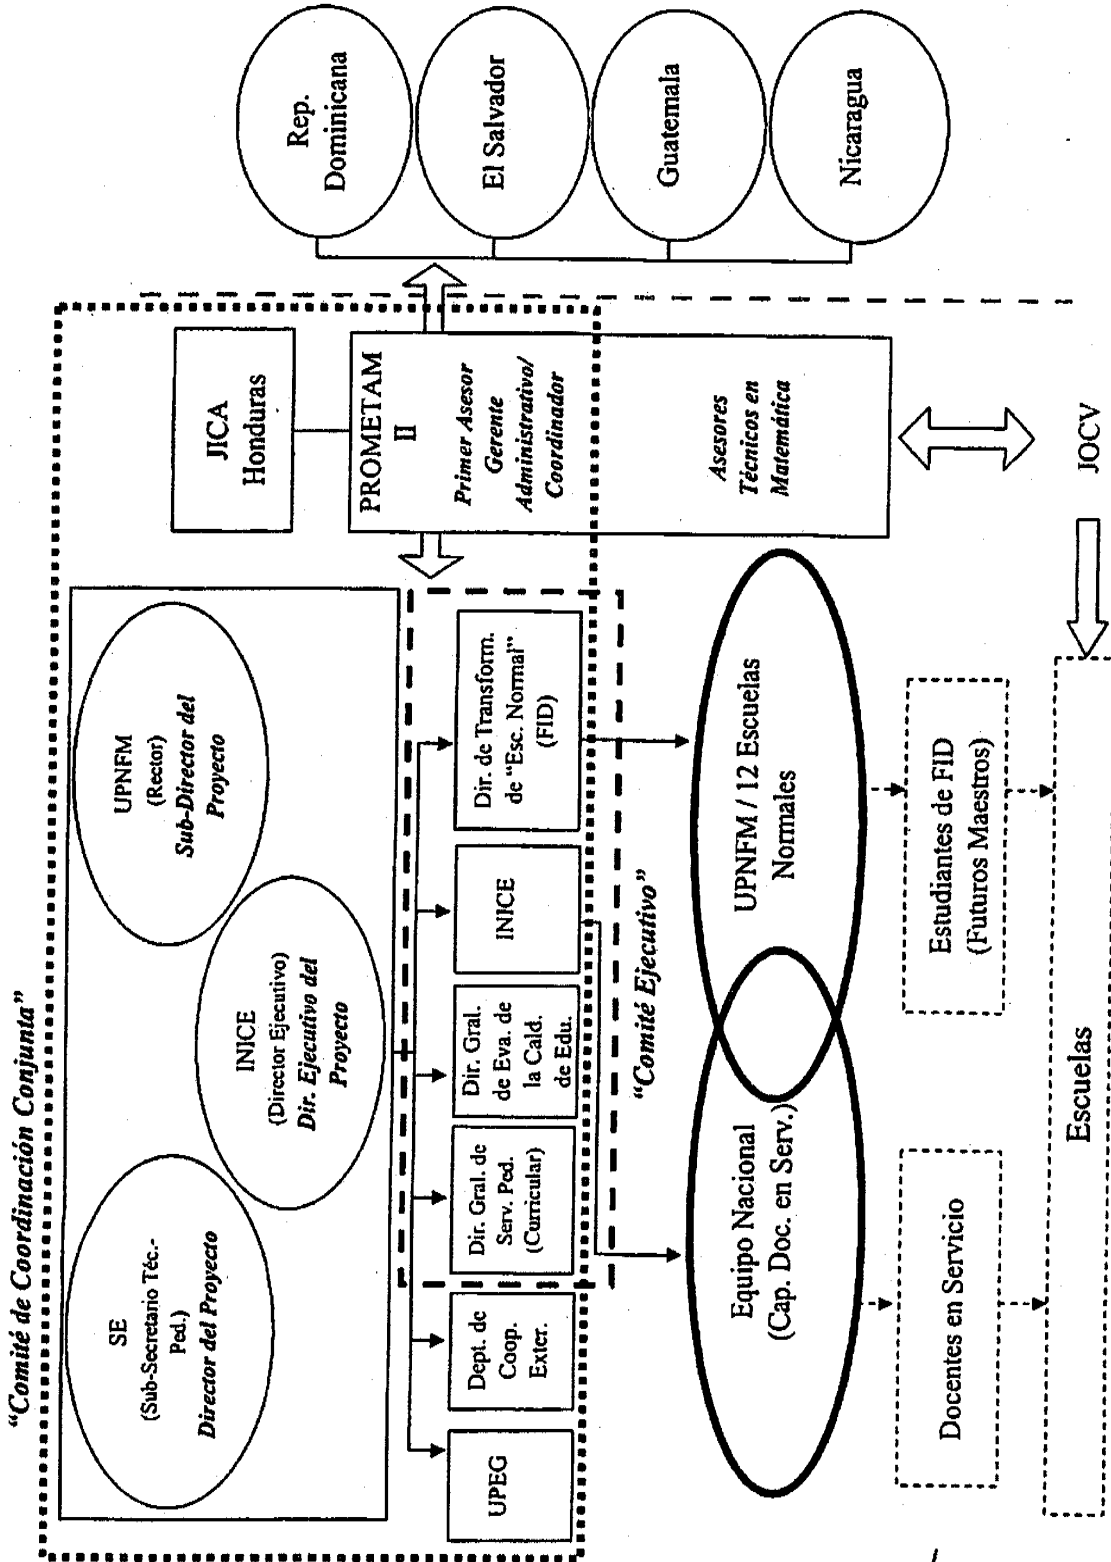 "Comité de Coordinación Conjunta"
SE
(Sub-Secretario Téc.-
Ped.)
Director del Proyecto
INICE
(Director Ejecutivo)
Dir. Ejecutivo del
Proyecto
UPNFM
(Rector)
Sub-Director del
Proyecto
JICA
Honduras
UPEG
Dept. de
Coop.
Exter.
Dir. Gral. de
Serv. Ped.
(Curricular)
Dir. Gral.
de Eva. de
la Cald.
de Edu.
INICE
Dir. de Transform.
de "Esc. Normal"
(FID)
"Comité Ejecutivo"
PROMETAM
II
Primer Asesor
Gerente
Administrativo/
Coordinador
Asesores
Técnicos en
Matemática
Rep.
Dominicana
El Salvador
Guatemala
Nicaragua
Equipo Nacional
(Cap. Doc. en Serv.)
UPNFM / 12 Escuelas
Normales
Docentes en Servicio
Estudiantes de FID
(Futuros Maestros)
Escuelas
JOCV